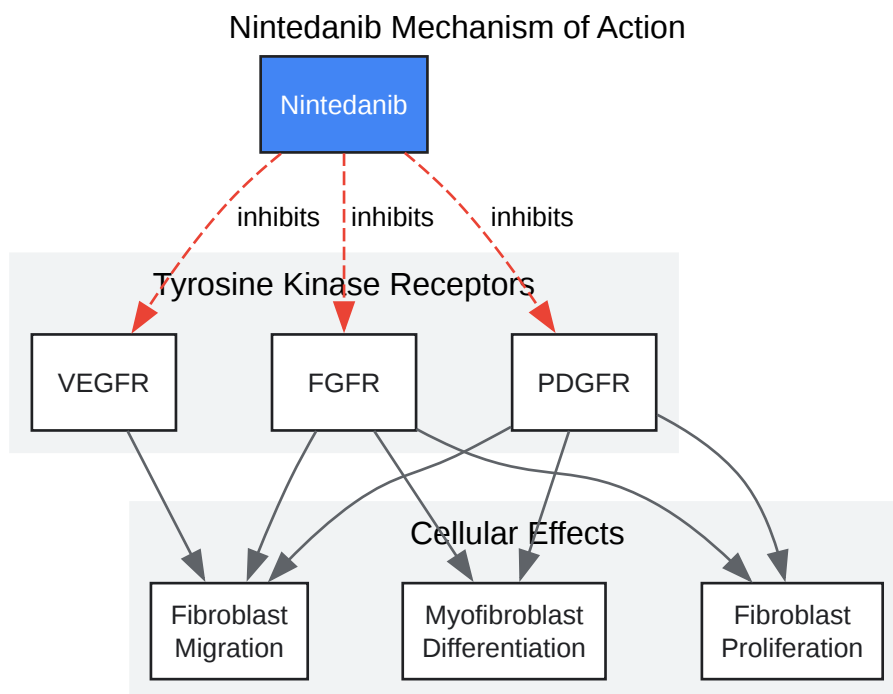 Nintedanib Mechanism of Action
Nintedanib
inhibits inhibits inhibits
Tyrosine Kinase Receptors
VEGFR FGFR PDGFR
Cellular Effects
Fibroblast
Migration
Myofibroblast
Differentiation
Fibroblast
Proliferation